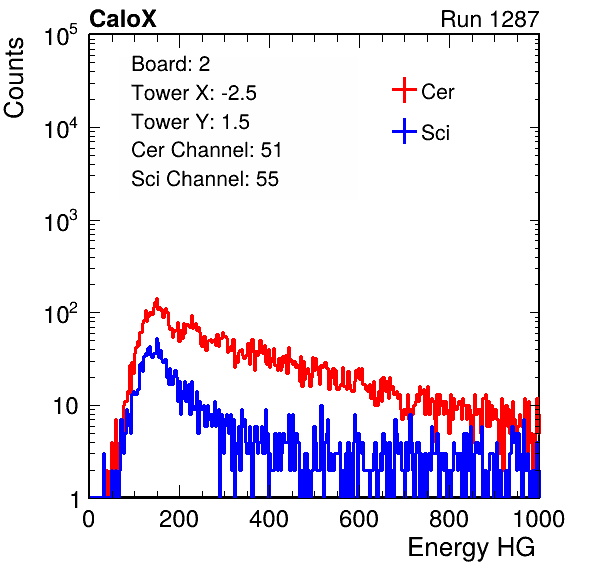 CaloX Run 1287
Counts
10^5
10^4
10^3
10^2
10
1
Board: 2
Tower X: -2.5
Tower Y: 1.5
Cer Channel: 51
Sci Channel: 55
Cer
Sci
0 200 400 600 800 1000
Energy HG